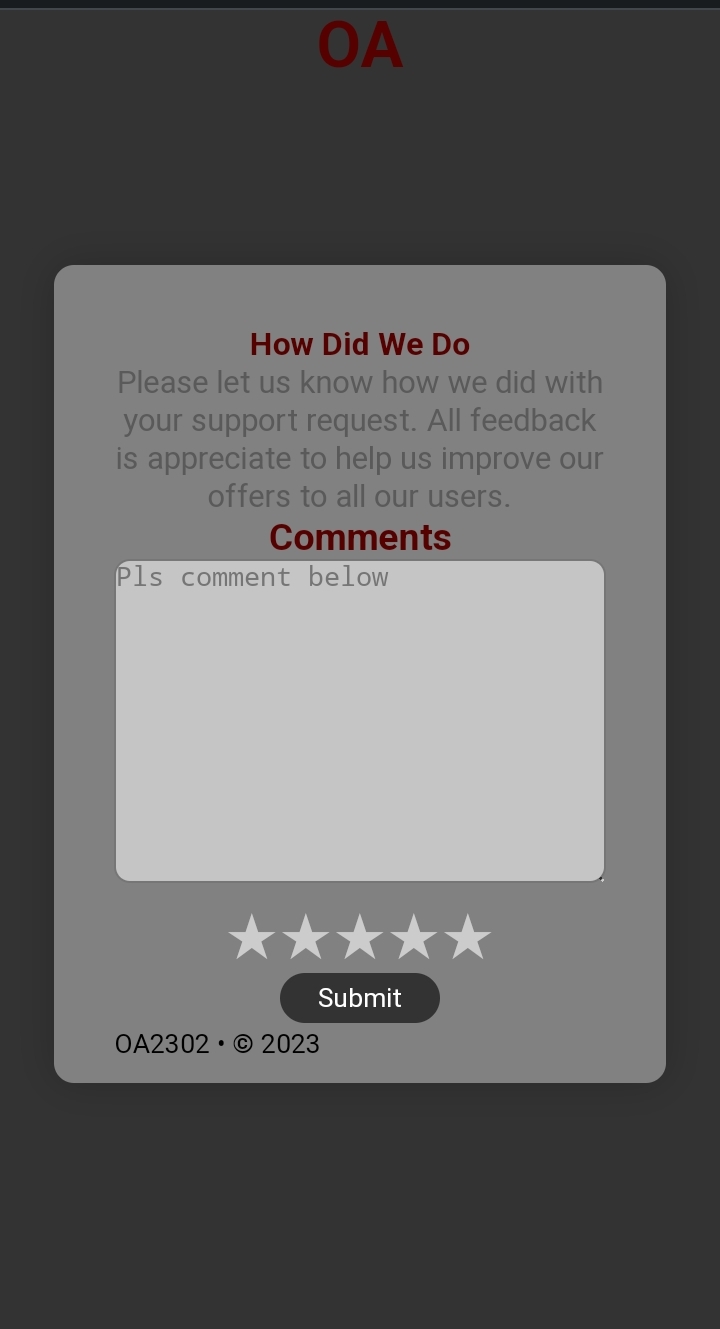 OA
How Did We Do
Please let us know how we did with
your support request. All feedback
is appreciate to help us improve our
offers to all our users.
Comments
Pls comment below
Submit
OA2302 • © 2023